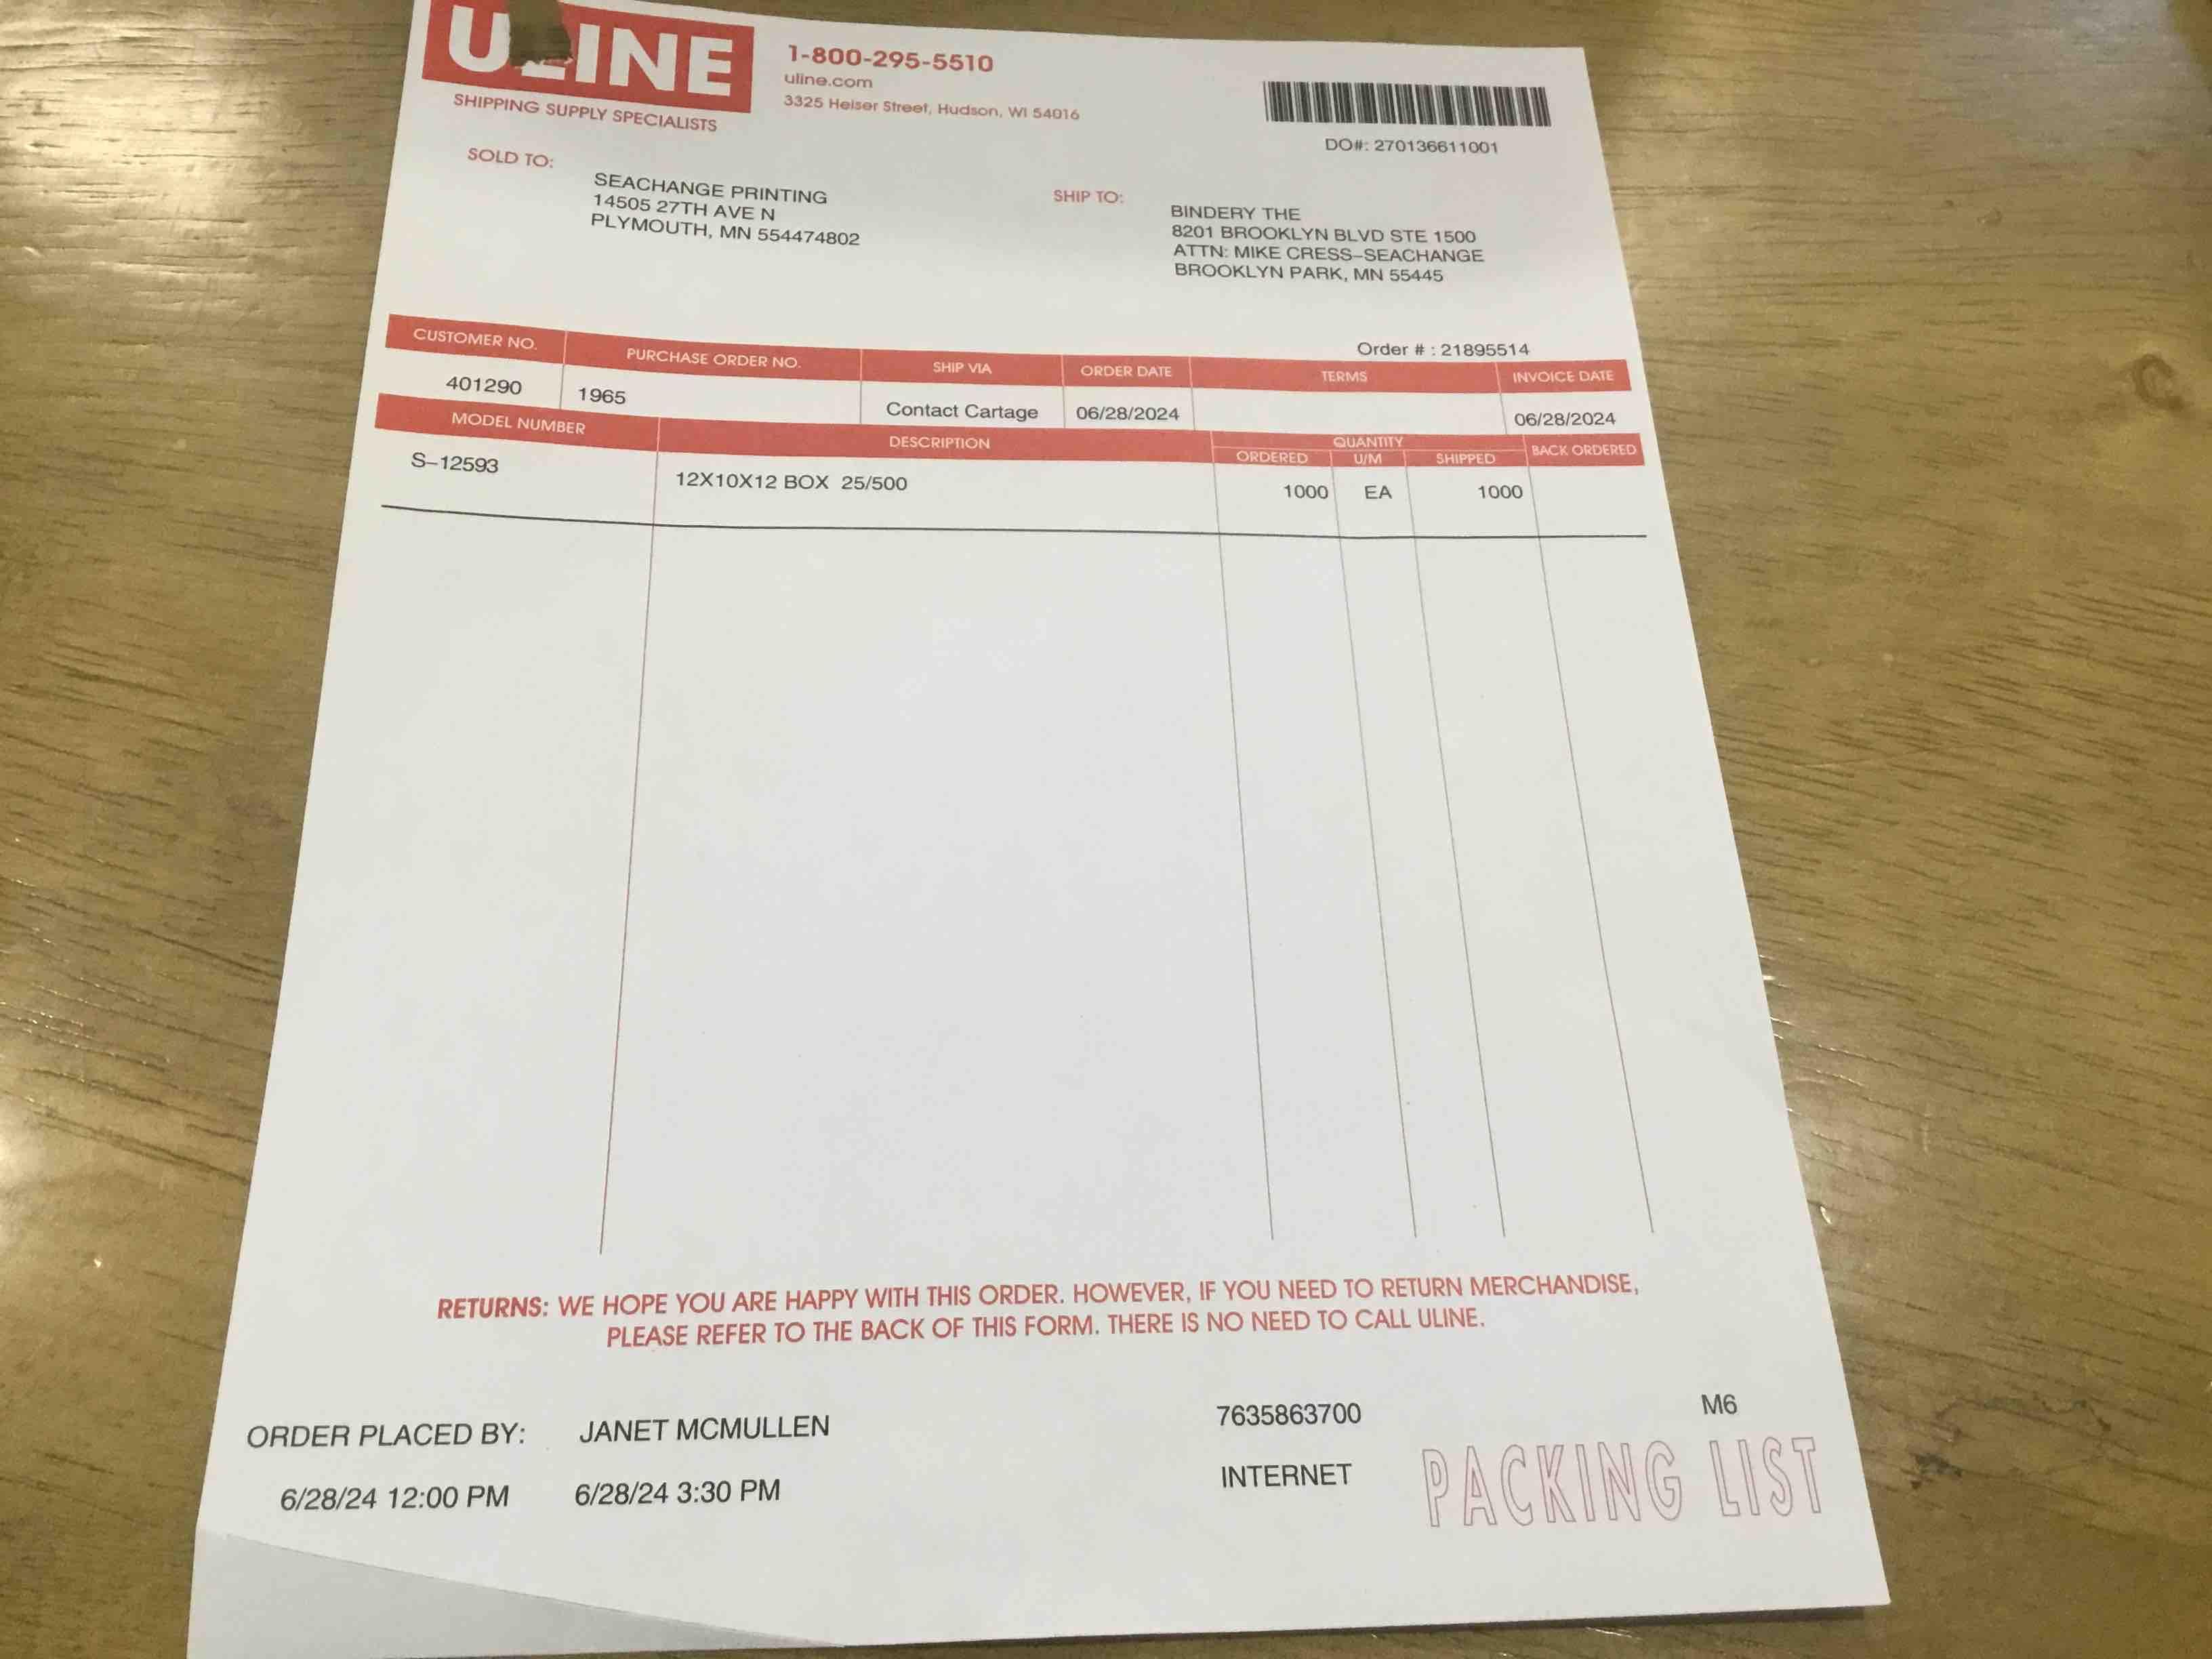 ULINE
SHIPPING SUPPLY SPECIALISTS
1-800-295-5510
uline.com
3325 Heiser Street, Hudson, WI 54016
DO#: 270136611001
SOLD TO:
SEACHANGE PRINTING
14505 27TH AVE N
PLYMOUTH, MN 554474802
SHIP TO:
BINDERY THE
8201 BROOKLYN BLVD STE 1500
ATTN: MIKE CRESS-SEACHANGE
BROOKLYN PARK, MN 55445
Order # : 21895514
CUSTOMER NO. PURCHASE ORDER NO. SHIP VIA ORDER DATE TERMS INVOICE DATE
401290 1965 Contact Cartage 06/28/2024 06/28/2024
MODEL NUMBER DESCRIPTION QUANTITY BACK ORDERED
ORDERED U/M SHIPPED
S-12593 12X10X12 BOX 25/500 1000 EA 1000
RETURNS: WE HOPE YOU ARE HAPPY WITH THIS ORDER. HOWEVER, IF YOU NEED TO RETURN MERCHANDISE,
PLEASE REFER TO THE BACK OF THIS FORM. THERE IS NO NEED TO CALL ULINE.
ORDER PLACED BY: JANET MCMULLEN 7635863700 M6
6/28/24 12:00 PM 6/28/24 3:30 PM INTERNET PACKING LIST